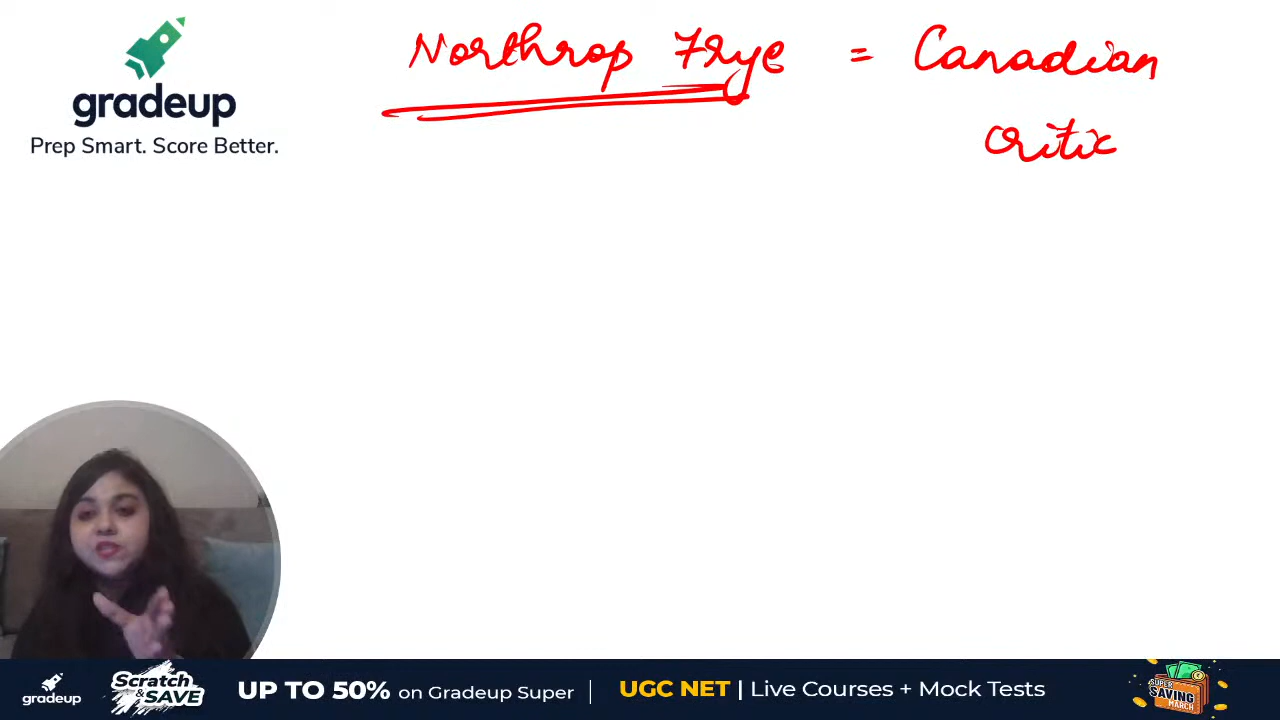 Northrop Frye = Canadian
Critic
gradeup
Prep Smart. Score Better.
gradeup
Scratch & SAVE
UP TO 50% on Gradeup Super | UGC NET | Live Courses + Mock Tests
SUPER SAVING MARCH